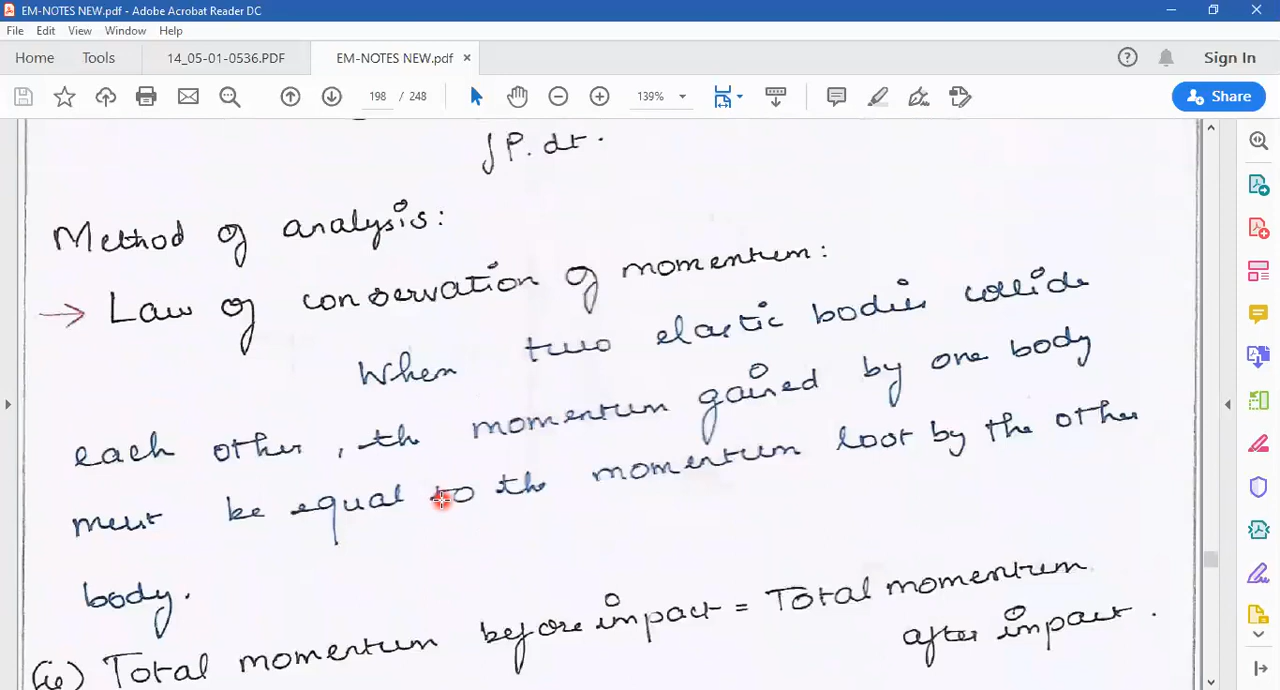 EM-NOTES NEW.pdf - Adobe Acrobat Reader DC
File Edit View Window Help
Home Tools 14_05-01-0536.PDF EM-NOTES NEW.pdf × Sign In
198 / 248 139% Share
∫P.dt.
Method of analysis:
→ Law of conservation of momentum:
When two elastic bodies collide
each other, the momentum gained by one body
must be equal to the momentum lost by the other
body.
(ie) Total momentum before impact = Total momentum
after impact.